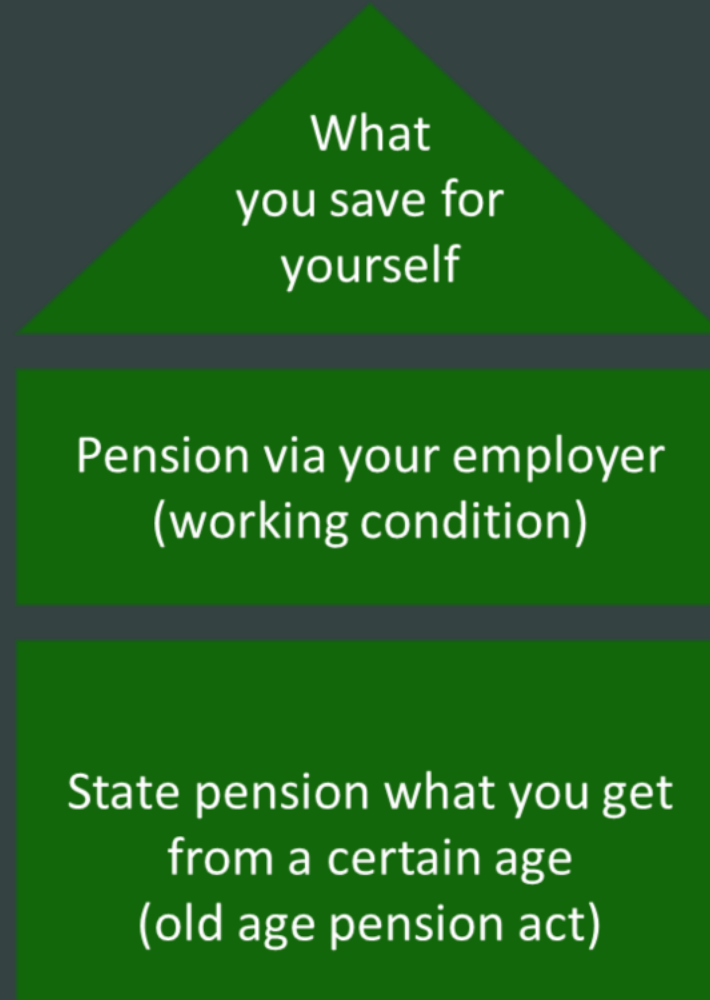 What
you save for
yourself
Pension via your employer
(working condition)
State pension what you get
from a certain age
(old age pension act)